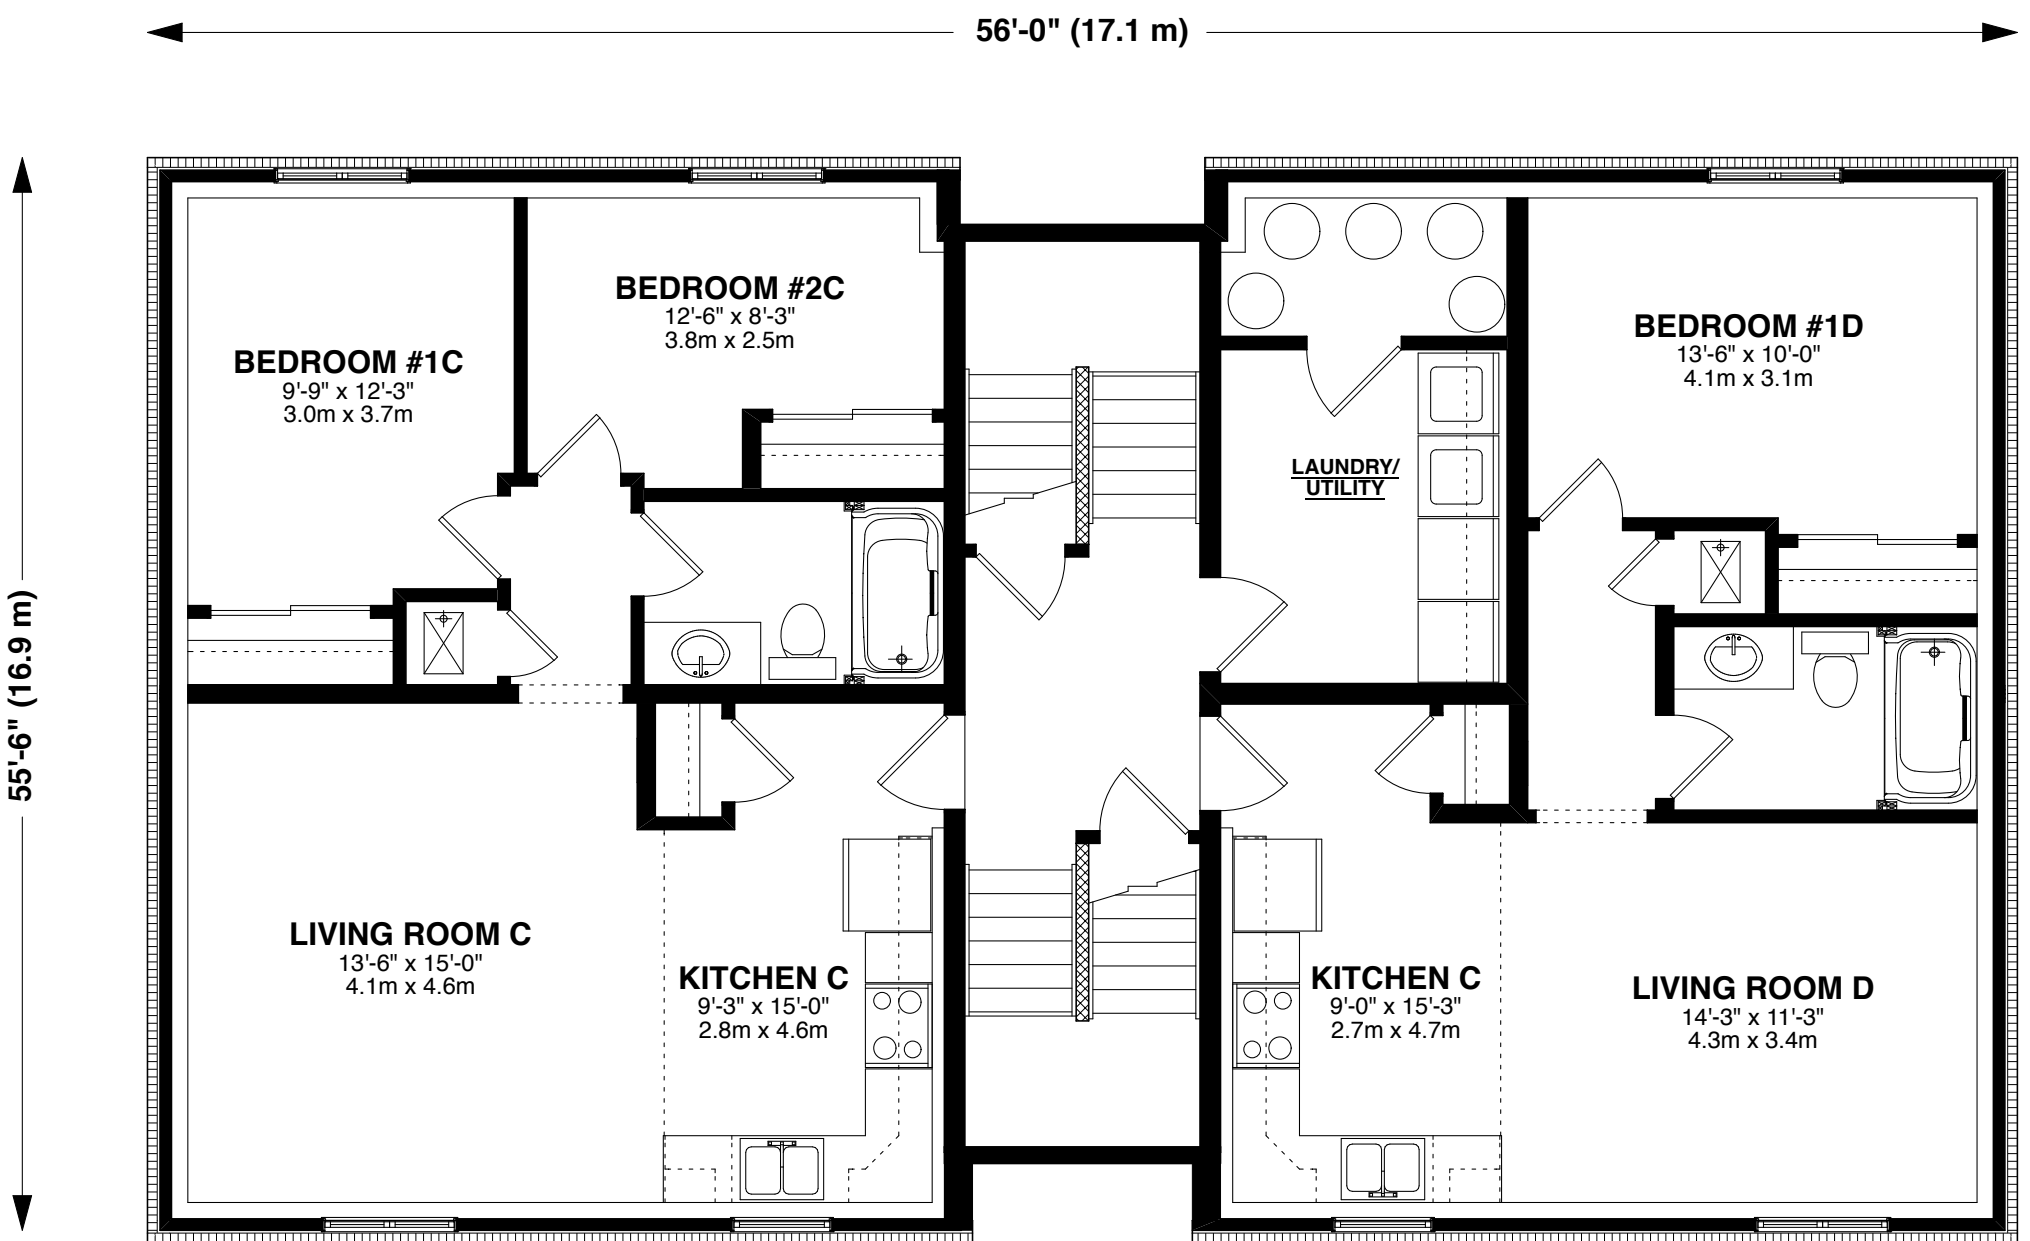 56'-0" (17.1 m)
55'-6" (16.9 m)
BEDROOM #1C
9'-9" x 12'-3"
3.0m x 3.7m
BEDROOM #2C
12'-6" x 8'-3"
3.8m x 2.5m
LAUNDRY/
UTILITY
BEDROOM #1D
13'-6" x 10'-0"
4.1m x 3.1m
LIVING ROOM C
13'-6" x 15'-0"
4.1m x 4.6m
KITCHEN C
9'-3" x 15'-0"
2.8m x 4.6m
KITCHEN C
9'-0" x 15'-3"
2.7m x 4.7m
LIVING ROOM D
14'-3" x 11'-3"
4.3m x 3.4m